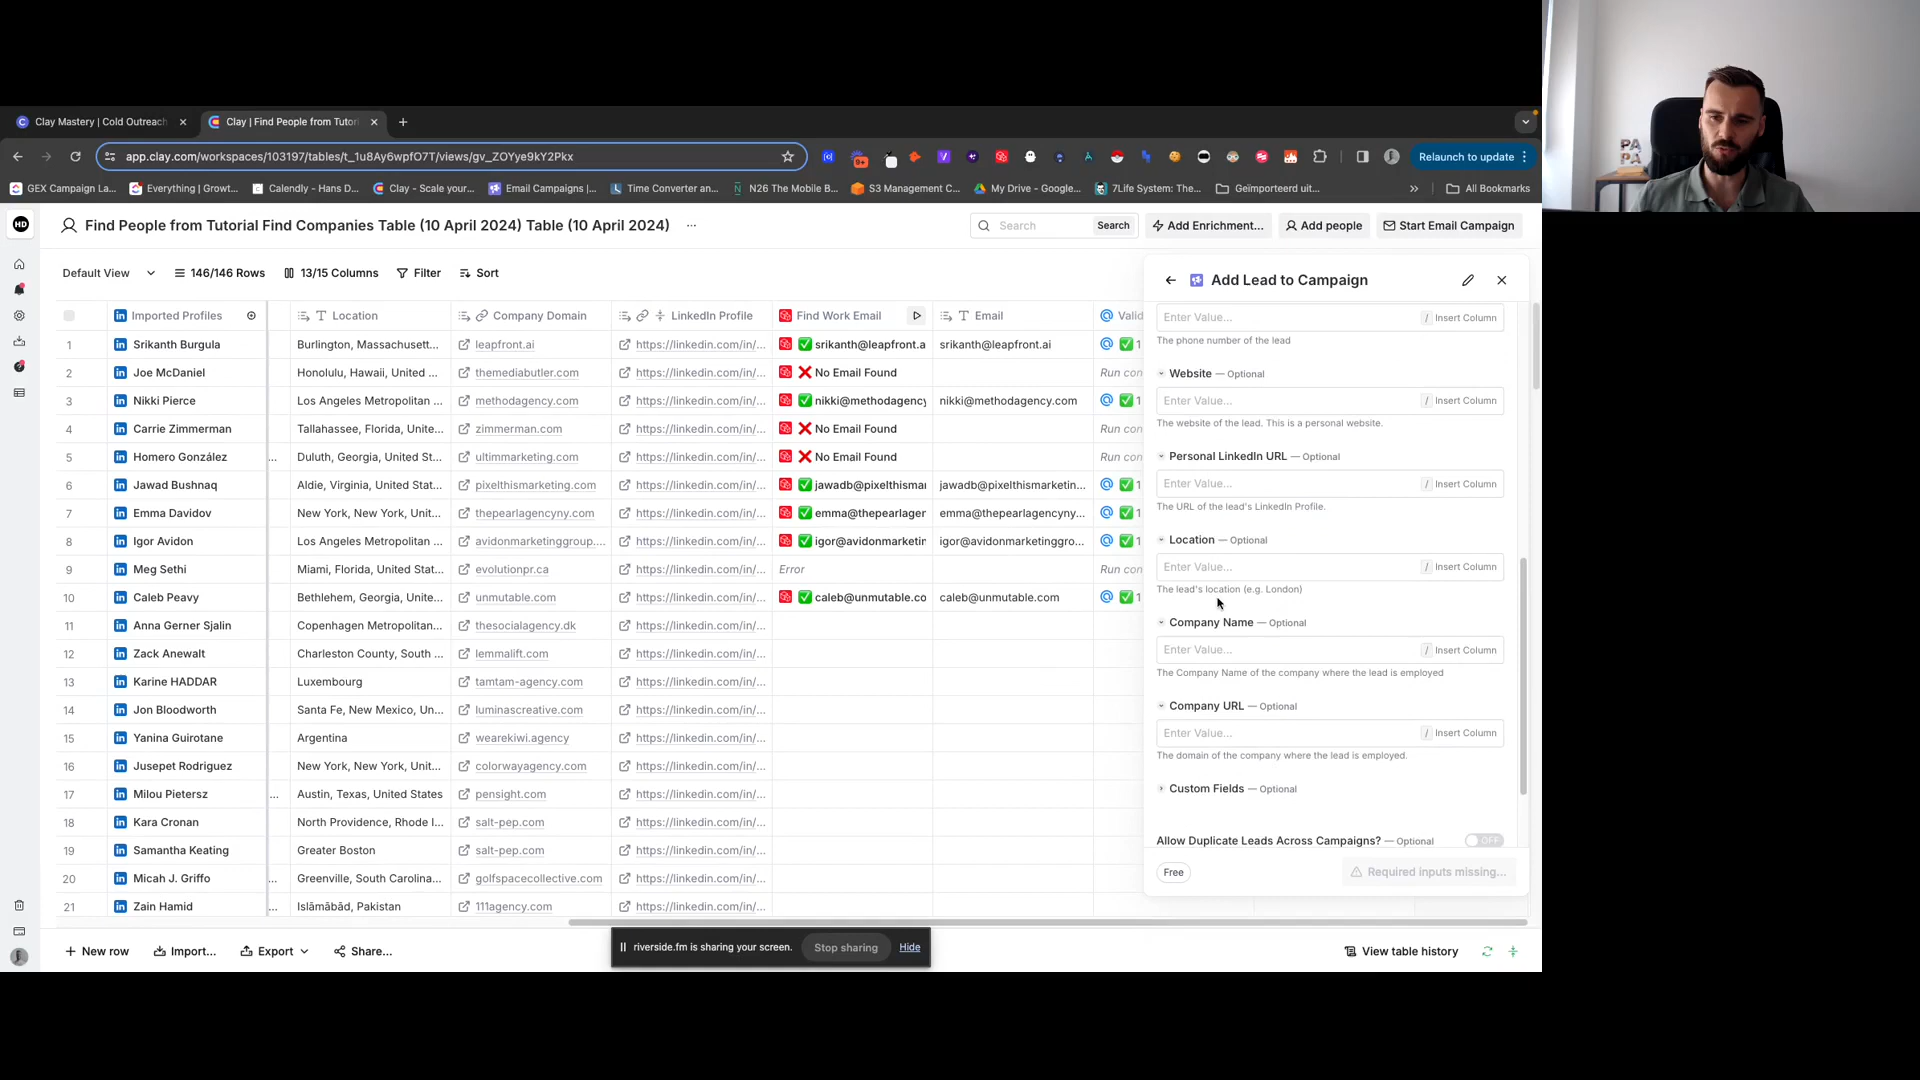 PA
PA
Clay Mastery | Cold Outreach
Clay | Find People from Tutori
app.clay.com/workspaces/103197/tables/t_1u8Ay6wpfO7T/views/gv_ZOYye9kY2Pkx
9+
Relaunch to update
GEX Campaign La...
Everything | Growt...
Calendly - Hans D...
Clay - Scale your...
Email Campaigns |...
Time Converter an...
N26 The Mobile B...
S3 Management C...
My Drive - Google...
7Life System: The...
Geïmporteerd uit...
»
All Bookmarks
HD
Find People from Tutorial Find Companies Table (10 April 2024) Table (10 April 2024) ...
Search
Search
Add Enrichment...
Add people
Start Email Campaign
Default View
146/146 Rows
13/15 Columns
Filter
Sort
Imported Profiles Location Company Domain LinkedIn Profile Find Work Email Email Valid
1 Srikanth Burgula Burlington, Massachusett... leapfront.ai https://linkedin.com/in/... srikanth@leapfront.a srikanth@leapfront.ai 1
2 Joe McDaniel Honolulu, Hawaii, United ... themediabutler.com https://linkedin.com/in/... No Email Found Run con
3 Nikki Pierce Los Angeles Metropolitan ... methodagency.com https://linkedin.com/in/... nikki@methodagency nikki@methodagency.com 1
4 Carrie Zimmerman Tallahassee, Florida, Unite... zimmerman.com https://linkedin.com/in/... No Email Found Run con
5 Homero González ... Duluth, Georgia, United St... ultimmarketing.com https://linkedin.com/in/... No Email Found Run con
6 Jawad Bushnaq Aldie, Virginia, United Stat... pixelthismarketing.com https://linkedin.com/in/... jawadb@pixelthismar jawadb@pixelthismarketin... 1
7 Emma Davidov New York, New York, Unit... thepearlagencyny.com https://linkedin.com/in/... emma@thepearlager emma@thepearlagencyny... 1
8 Igor Avidon Los Angeles Metropolitan ... avidonmarketinggroup.... https://linkedin.com/in/... igor@avidonmarketin igor@avidonmarketinggro... 1
9 Meg Sethi Miami, Florida, United Stat... evolutionpr.ca https://linkedin.com/in/... Error Run con
10 Caleb Peavy Bethlehem, Georgia, Unite... unmutable.com https://linkedin.com/in/... caleb@unmutable.co caleb@unmutable.com 1
11 Anna Gerner Sjalin Copenhagen Metropolitan... thesocialagency.dk https://linkedin.com/in/...
12 Zack Anewalt Charleston County, South ... lemmalift.com https://linkedin.com/in/...
13 Karine HADDAR Luxembourg tamtam-agency.com https://linkedin.com/in/...
14 Jon Bloodworth Santa Fe, New Mexico, Un... luminascreative.com https://linkedin.com/in/...
15 Yanina Guirotane Argentina wearekiwi.agency https://linkedin.com/in/...
16 Jusepet Rodriguez New York, New York, Unit... colorwayagency.com https://linkedin.com/in/...
17 Milou Pietersz ... Austin, Texas, United States pensight.com https://linkedin.com/in/...
18 Kara Cronan North Providence, Rhode I... salt-pep.com https://linkedin.com/in/...
19 Samantha Keating Greater Boston salt-pep.com https://linkedin.com/in/...
20 Micah J. Griffo ... Greenville, South Carolina... golfspacecollective.com https://linkedin.com/in/...
21 Zain Hamid ... Islāmābād, Pakistan 111agency.com https://linkedin.com/in/...
Add Lead to Campaign
Enter Value... / Insert Column
The phone number of the lead
Website — Optional
Enter Value... / Insert Column
The website of the lead. This is a personal website.
Personal LinkedIn URL — Optional
Enter Value... / Insert Column
The URL of the lead's LinkedIn Profile.
Location — Optional
Enter Value... / Insert Column
The lead's location (e.g. London)
Company Name — Optional
Enter Value... / Insert Column
The Company Name of the company where the lead is employed
Company URL — Optional
Enter Value... / Insert Column
The domain of the company where the lead is employed.
Custom Fields — Optional
Allow Duplicate Leads Across Campaigns? — Optional OFF
Free
Required inputs missing...
New row
Import...
Export
Share...
riverside.fm is sharing your screen.
Stop sharing
Hide
View table history